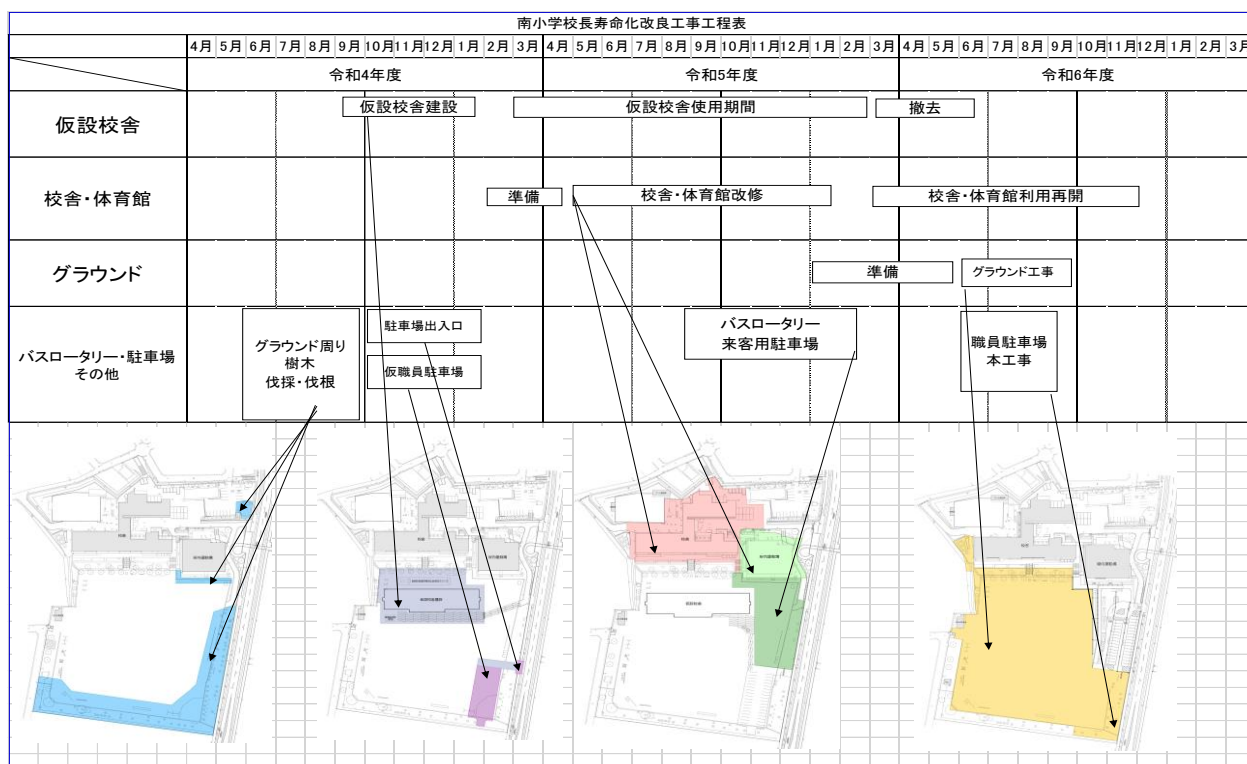 南小学校長寿命化改良工事工程表
4月 5月 6月 7月 8月 9月 10月 11月 12月 1月 2月 3月 4月 5月 6月 7月 8月 9月 10月 11月 12月 1月 2月 3月 4月 5月 6月 7月 8月 9月 10月 11月 12月 1月 2月 3月
令和4年度 令和5年度 令和6年度
仮設校舎 仮設校舎建設 仮設校舎使用期間 撤去
校舎・体育館 準備 校舎・体育館改修 校舎・体育館利用再開
グラウンド 準備 グラウンド工事
バスロータリー・駐車場
その他
グラウンド周り
樹木
伐採・伐根
駐車場出入口
仮職員駐車場
バスロータリー
来客用駐車場
職員駐車場
本工事